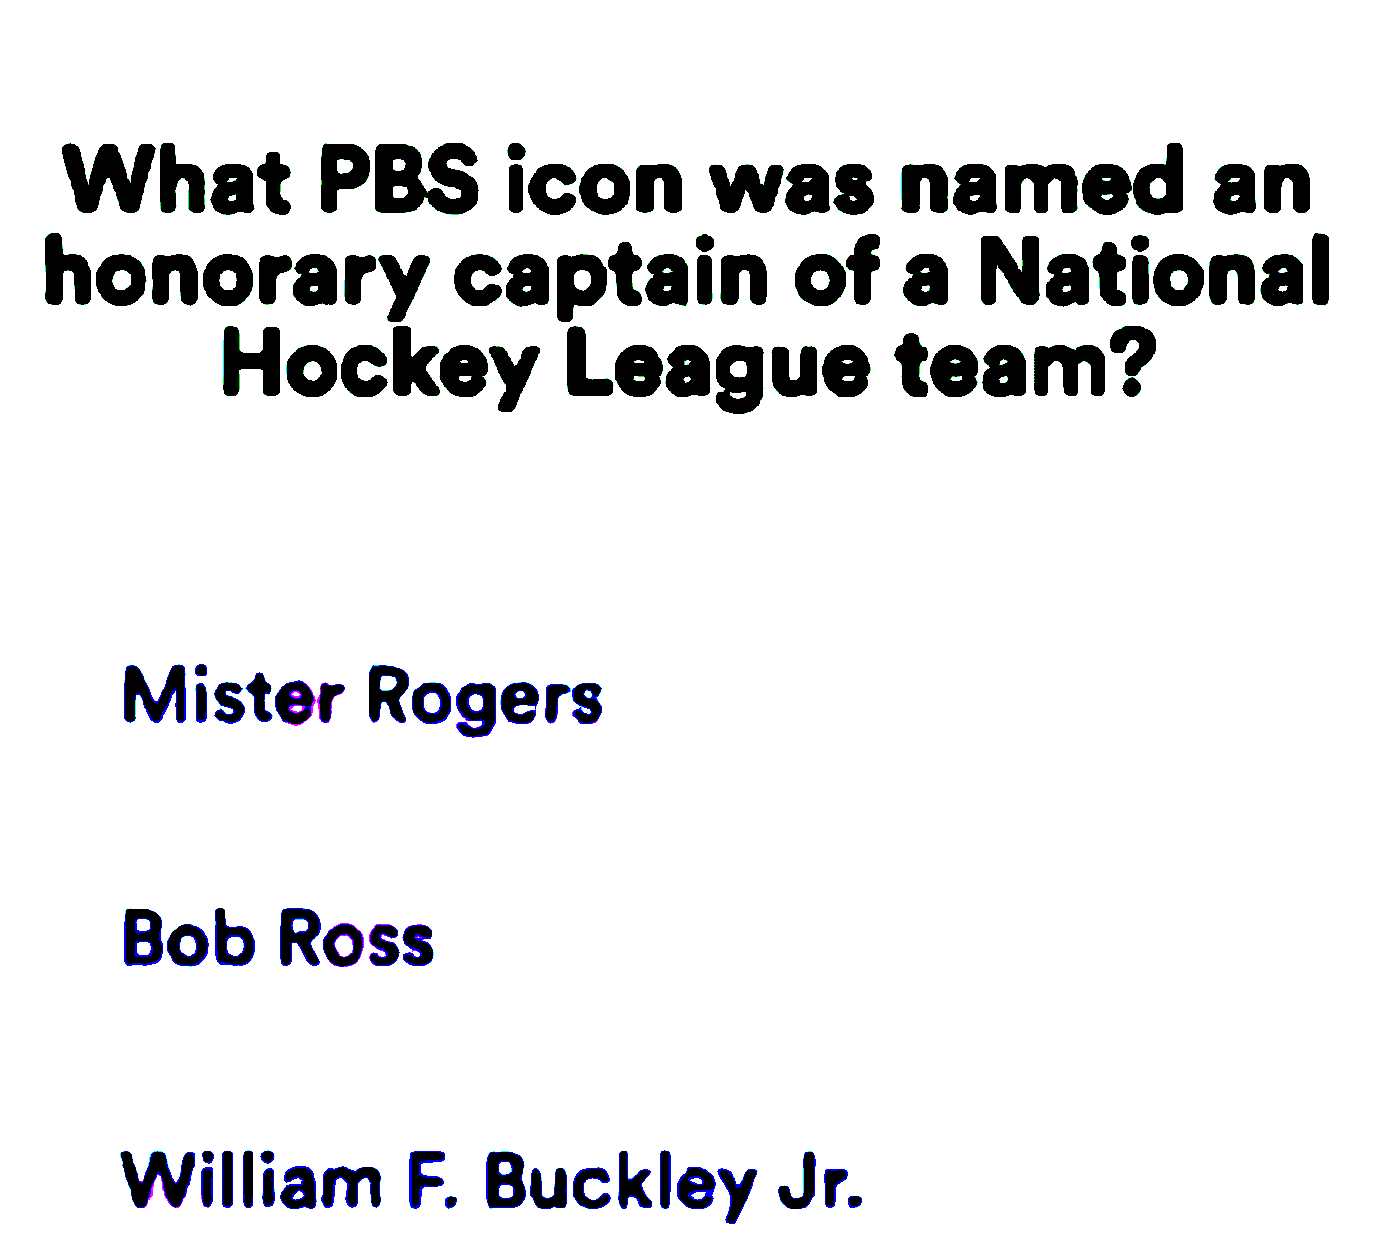 What PBS icon was named an
honorary captain of a National
Hockey League team?
Mister Rogers
Bob Ross
William F. Buckley Jr.